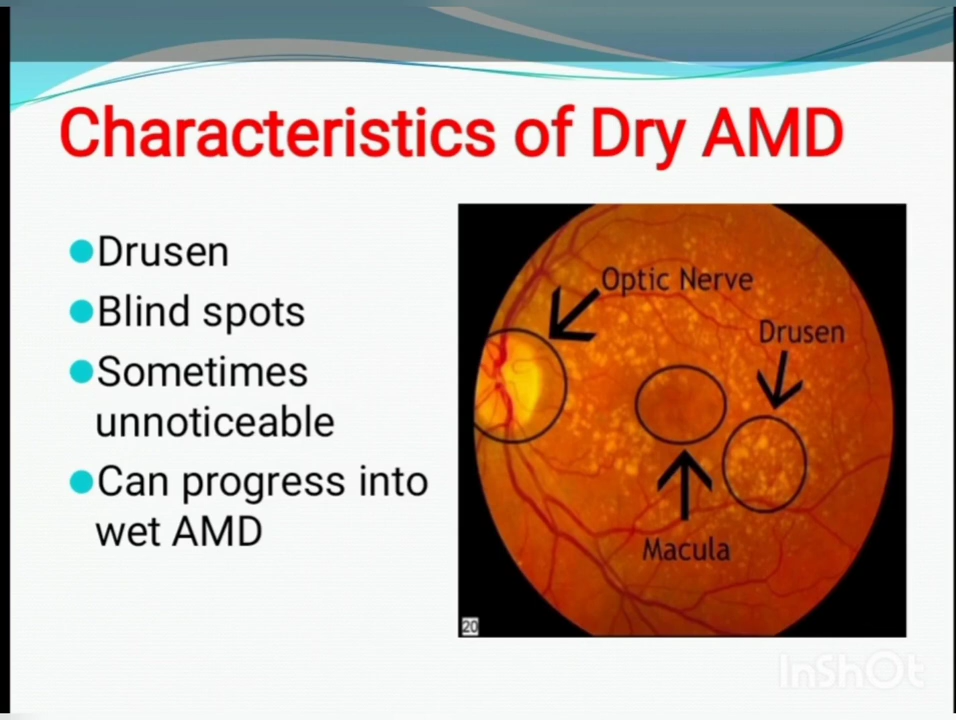 Characteristics of Dry AMD
Drusen
Blind spots
Sometimes
unnoticeable
Can progress into
wet AMD
Optic Nerve
Drusen
Macula
20
InShOt